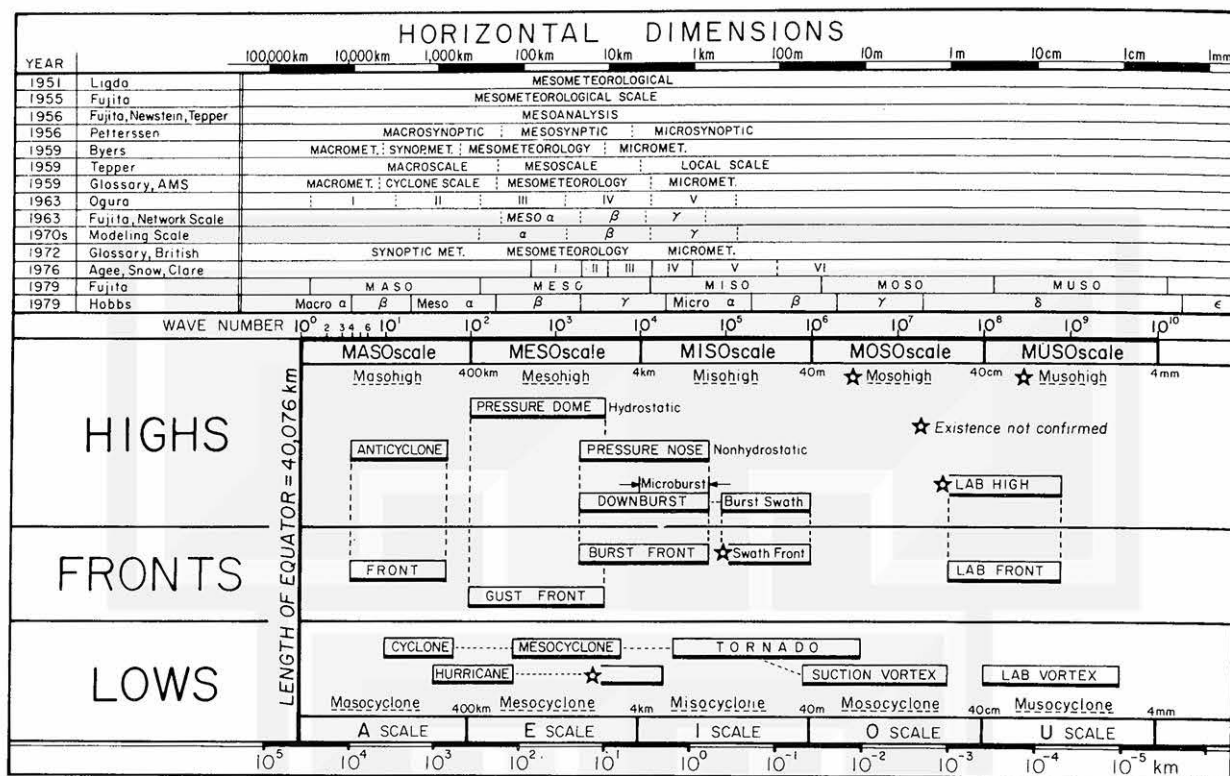 HORIZONTAL DIMENSIONS
YEAR 100,000km 10,000km 1,000km 100km 10km 1km 100m 10m 1m 10cm 1cm 1mm
1951 Ligda MESOMETEOROLOGICAL
1955 Fujita MESOMETEOROLOGICAL SCALE
1956 Fujita, Newstein, Tepper MESOANALYSIS
1956 Petterssen MACROSYNOPTIC MESOSYNPTIC MICROSYNOPTIC
1959 Byers MACROMET. SYNOP.MET. MESOMETEOROLOGY MICROMET.
1959 Tepper MACROSCALE MESOSCALE LOCAL SCALE
1959 Glossary, AMS MACROMET. CYCLONE SCALE MESOMETEOROLOGY MICROMET.
1963 Ogura I II III IV V
1963 Fujita, Network Scale MESO α β γ
1970s Modeling Scale α β γ
1972 Glossary, British SYNOPTIC MET. MESOMETEOROLOGY MICROMET.
1976 Agee, Snow, Clare I II III IV V VI
1979 Fujita MASO MESO MISO MOSO MUSO
1979 Hobbs Macro α β Meso α β γ Micro α β γ δ ε
WAVE NUMBER 10⁰ 2 3 4 6 10¹ 10² 10³ 10⁴ 10⁵ 10⁶ 10⁷ 10⁸ 10⁹ 10¹⁰
MASOscale MESOscale MISOscale MOSOscale MUSOscale
Masohigh 400km Mesohigh 4km Misohigh 40m ☆ Mosohigh 40cm ☆ Musohigh 4mm
LENGTH OF EQUATOR = 40,076 km
HIGHS
PRESSURE DOME Hydrostatic
☆ Existence not confirmed
ANTICYCLONE PRESSURE NOSE Nonhydrostatic
Microburst ☆ LAB HIGH
DOWNBURST Burst Swath
FRONTS
BURST FRONT ☆ Swath Front
FRONT LAB FRONT
GUST FRONT
LOWS
CYCLONE MESOCYCLONE TORNADO
HURRICANE ☆ SUCTION VORTEX LAB VORTEX
Masocyclone 400km Mesocyclone 4km Misocyclone 40m Mosocyclone 40cm Musocyclone 4mm
A SCALE E SCALE I SCALE O SCALE U SCALE
10⁵ 10⁴ 10³ 10² 10¹ 10⁰ 10⁻¹ 10⁻² 10⁻³ 10⁻⁴ 10⁻⁵ km